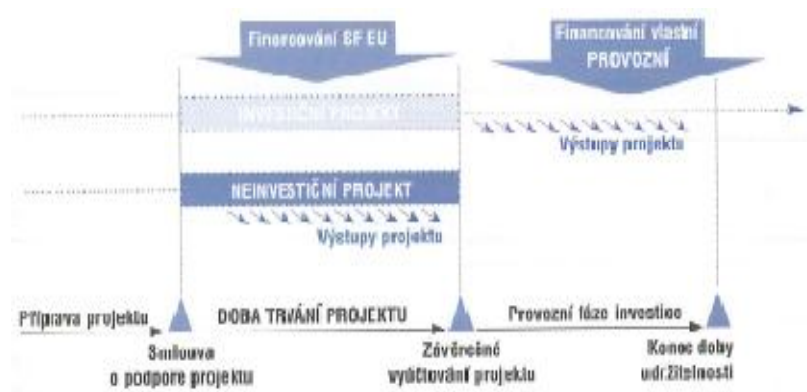 Financování SF EU
Financování vlastní
PROVOZNÍ
INVESTIČNÍ PROJEKT
Výstupy projektu
NEINVESTIČNÍ PROJEKT
Výstupy projektu
Příprava projektu
DOBA TRVÁNÍ PROJEKTU
Provozní fáze investice
Smlouva
o podpoře projektu
Závěrečné
vyúčtování projektu
Konec doby
udržitelnosti